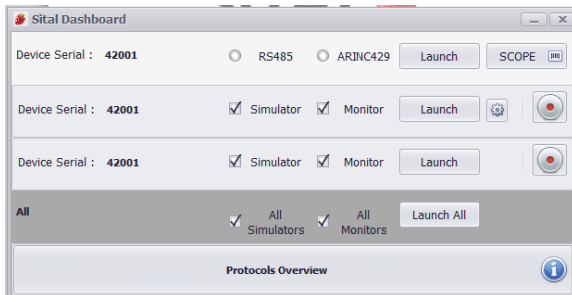 Sital Dashboard
Device Serial : 42001 RS485 ARINC429 Launch SCOPE
Device Serial : 42001 Simulator Monitor Launch
Device Serial : 42001 Simulator Monitor Launch
All All Simulators All Monitors Launch All
Protocols Overview